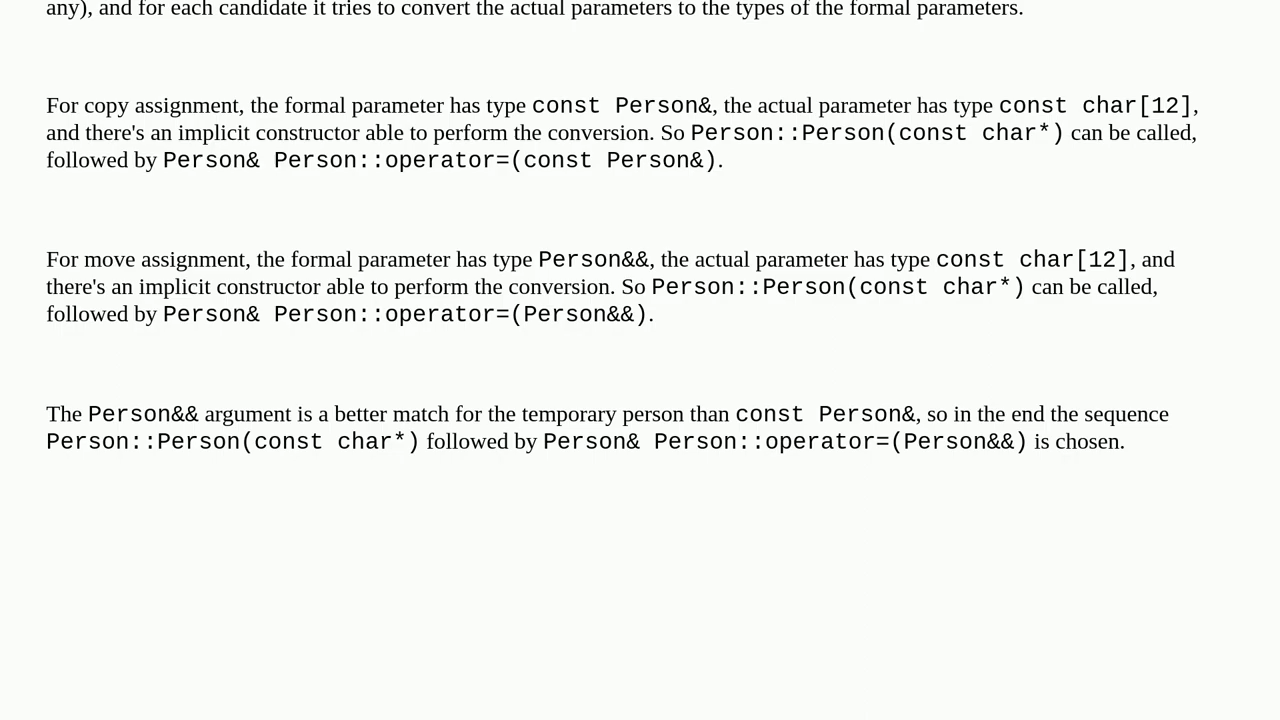 any), and for each candidate it tries to convert the actual parameters to the types of the formal parameters.
For copy assignment, the formal parameter has type const Person&, the actual parameter has type const char[12],
and there's an implicit constructor able to perform the conversion. So Person::Person(const char*) can be called,
followed by Person& Person::operator=(const Person&).
For move assignment, the formal parameter has type Person&&, the actual parameter has type const char[12], and
there's an implicit constructor able to perform the conversion. So Person::Person(const char*) can be called,
followed by Person& Person::operator=(Person&&).
The Person&& argument is a better match for the temporary person than const Person&, so in the end the sequence
Person::Person(const char*) followed by Person& Person::operator=(Person&&) is chosen.